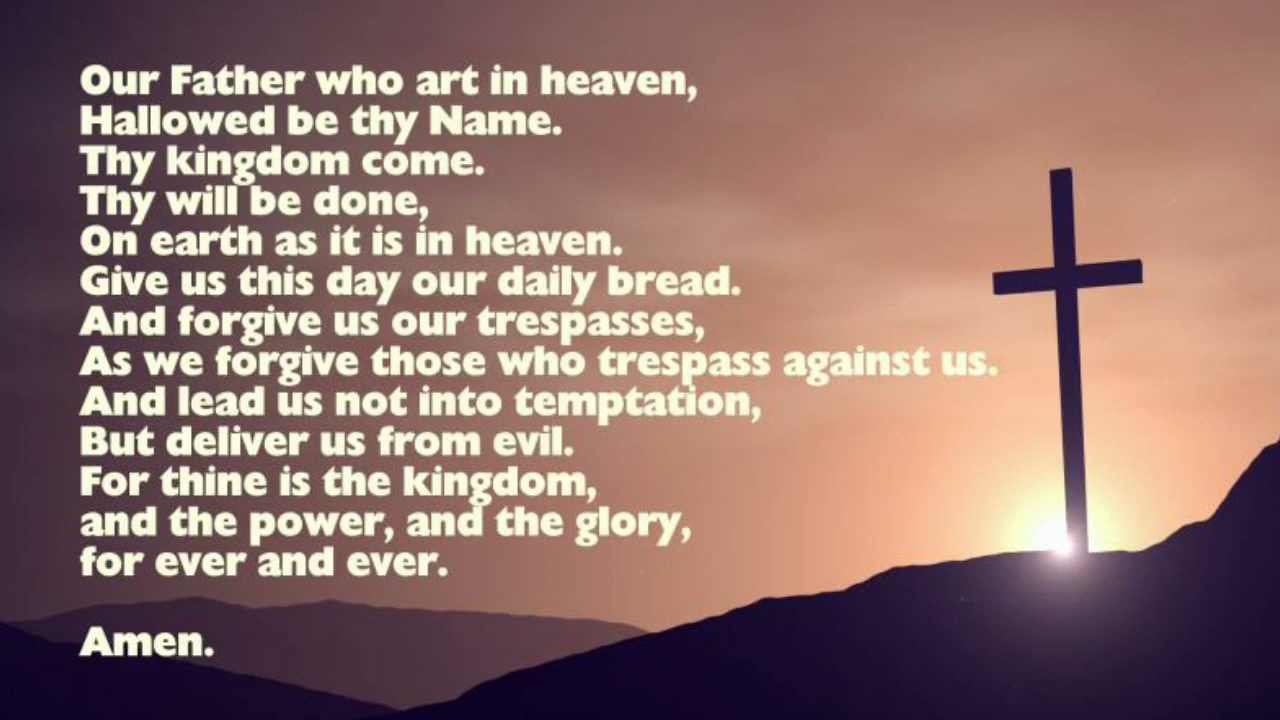 Our Father who art in heaven,
Hallowed be thy Name.
Thy kingdom come.
Thy will be done,
On earth as it is in heaven.
Give us this day our daily bread.
And forgive us our trespasses,
As we forgive those who trespass against us.
And lead us not into temptation,
But deliver us from evil.
For thine is the kingdom,
and the power, and the glory,
for ever and ever.
Amen.